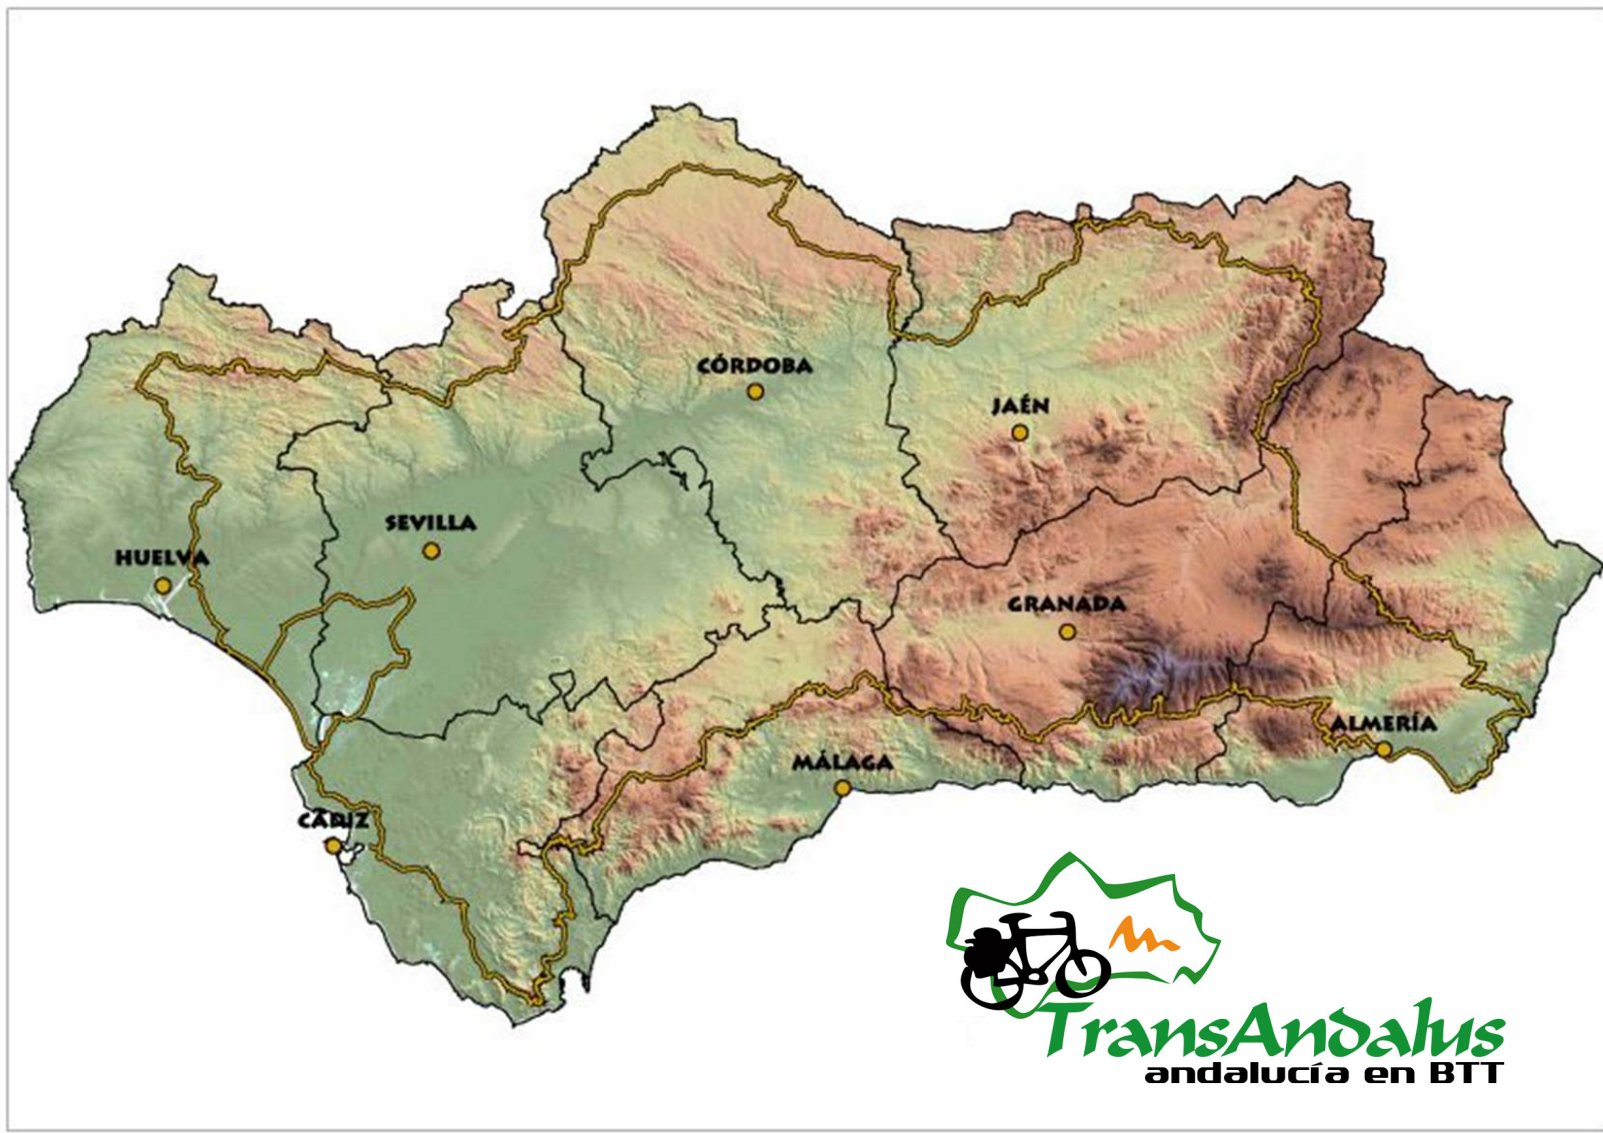 CÓRDOBA
JAÉN
SEVILLA
HUELVA
GRANADA
ALMERÍA
MÁLAGA
CÁDIZ
TransAndalus
andalucía en BTT